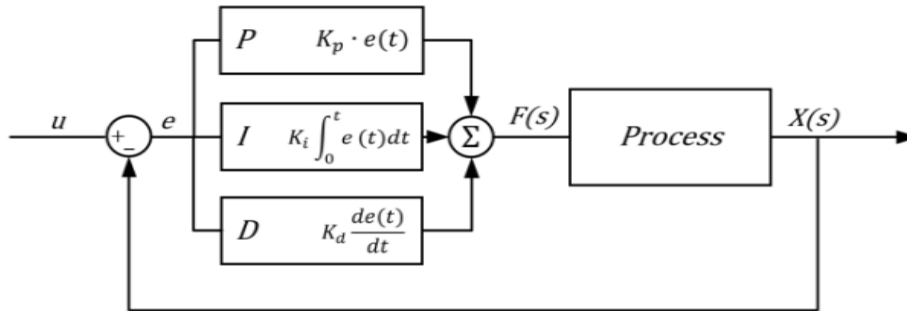 P K_p · e(t)
u + − e I K_i ∫_0^t e (t)dt Σ F(s) Process X(s)
D K_d de(t)/dt